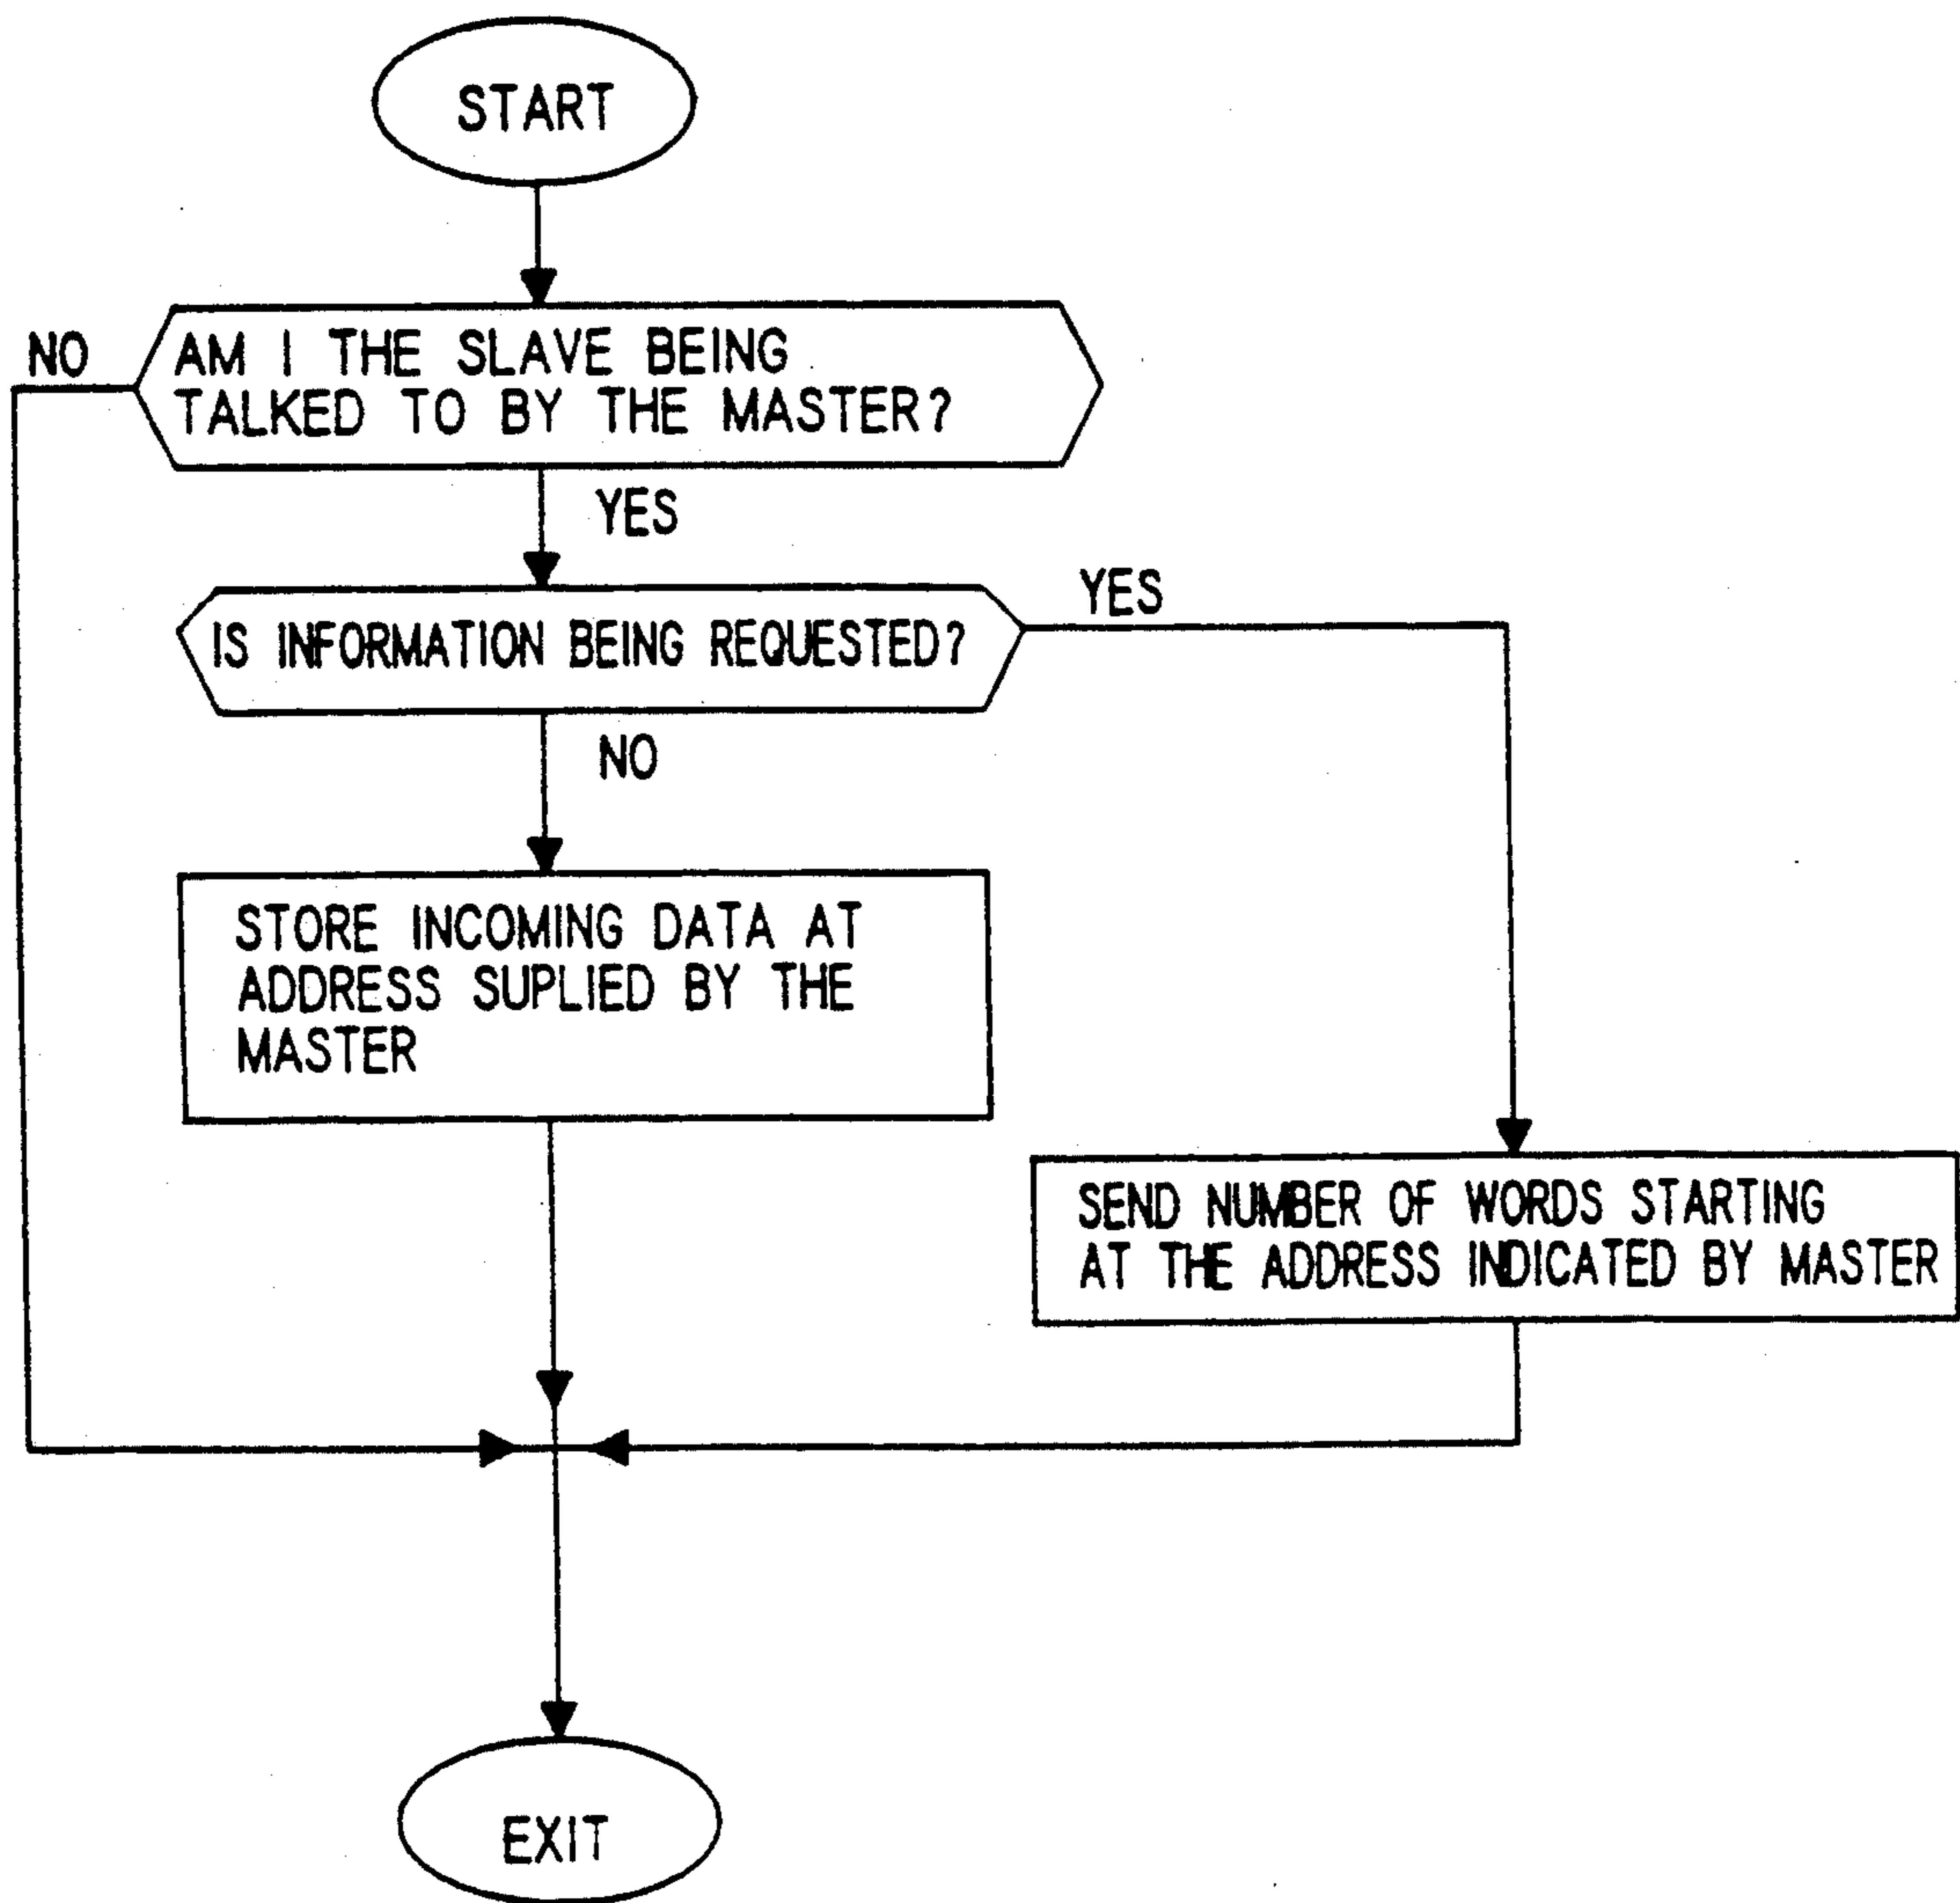 START
NO
AM I THE SLAVE BEING
TALKED TO BY THE MASTER?
YES
YES
IS INFORMATION BEING REQUESTED?
NO
STORE INCOMING DATA AT
ADDRESS SUPLIED BY THE
MASTER
SEND NUMBER OF WORDS STARTING
AT THE ADDRESS INDICATED BY MASTER
EXIT